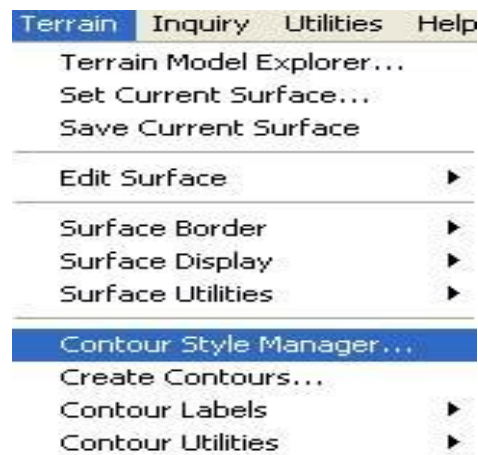 Terrain Inquiry Utilities Help
Terrain Model Explorer...
Set Current Surface...
Save Current Surface
Edit Surface
Surface Border
Surface Display
Surface Utilities
Contour Style Manager...
Create Contours...
Contour Labels
Contour Utilities